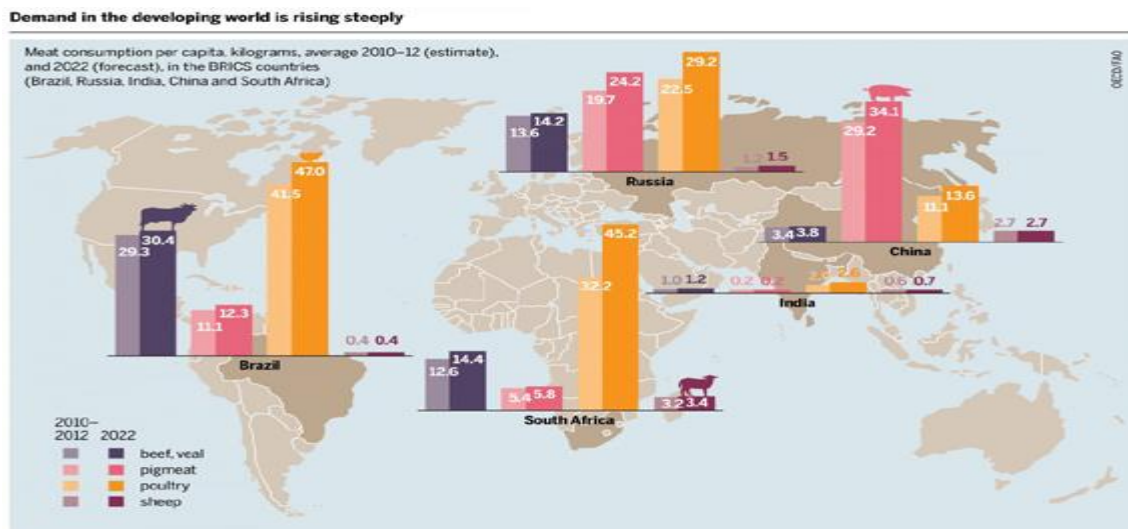 Demand in the developing world is rising steeply
Meat consumption per capita, kilograms, average 2010–12 (estimate),
and 2022 (forecast), in the BRICS countries
(Brazil, Russia, India, China and South Africa)
OECD/FAO
13.6 14.2 19.7 24.2 22.5 29.2 1.5
Russia
29.3 30.4 11.1 12.3 41.5 47.0 0.4 0.4
Brazil
12.6 14.4 5.4 5.8 32.2 45.2 3.2 3.4
South Africa
3.4 3.8 29.2 34.1 11.1 13.6 2.7 2.7
China
1.0 1.2 0.2 2.6 0.6 0.7
India
2010–
2012 2022
beef, veal
pigmeat
poultry
sheep